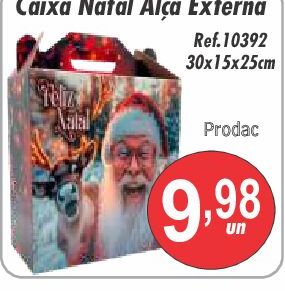 Caixa Natal Alça Externa
Ref.10392
30x15x25cm
Feliz
Natal
Prodac
9,98
un